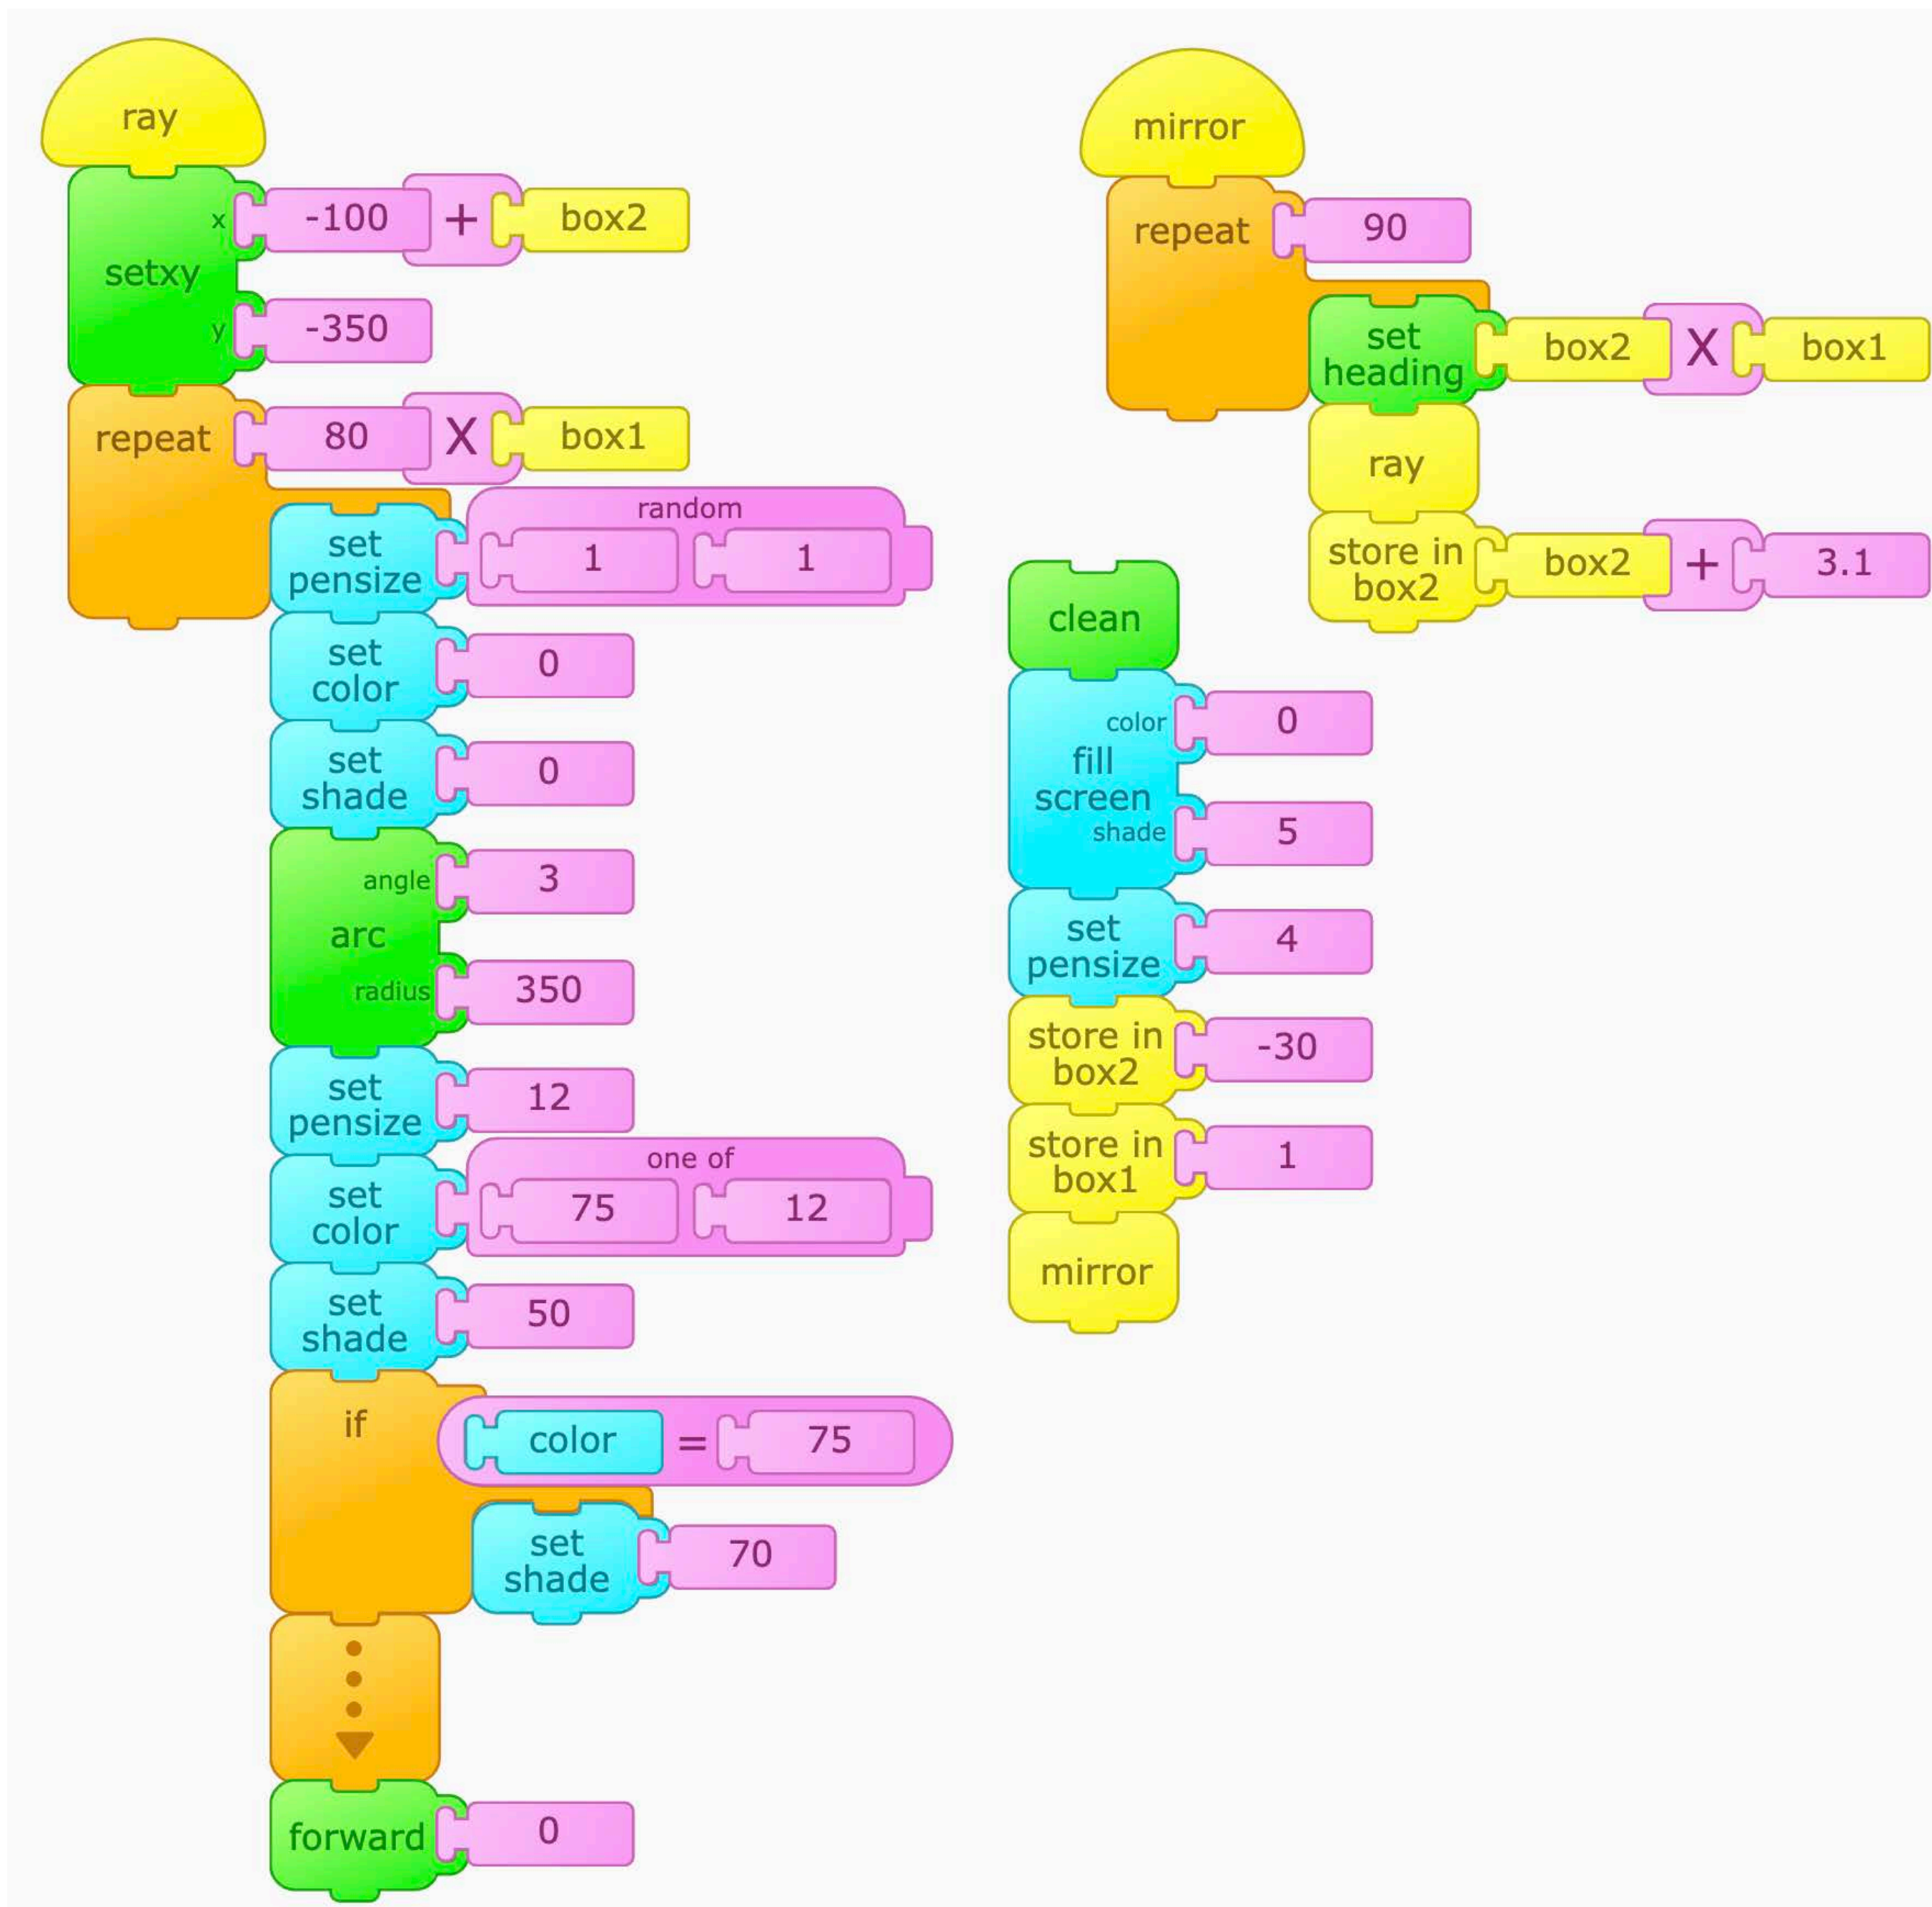 ray
setxy
x
-100 + box2
y
-350
repeat
80 X box1
set
pensize
random
1 1
set
color
0
set
shade
0
arc
angle
3
radius
350
set
pensize
12
set
color
one of
75 12
set
shade
50
if
color = 75
set
shade
70
forward
0
mirror
repeat
90
set
heading
box2 X box1
ray
store in
box2
box2 + 3.1
clean
color
0
fill
screen
shade
5
set
pensize
4
store in
box2
-30
store in
box1
1
mirror